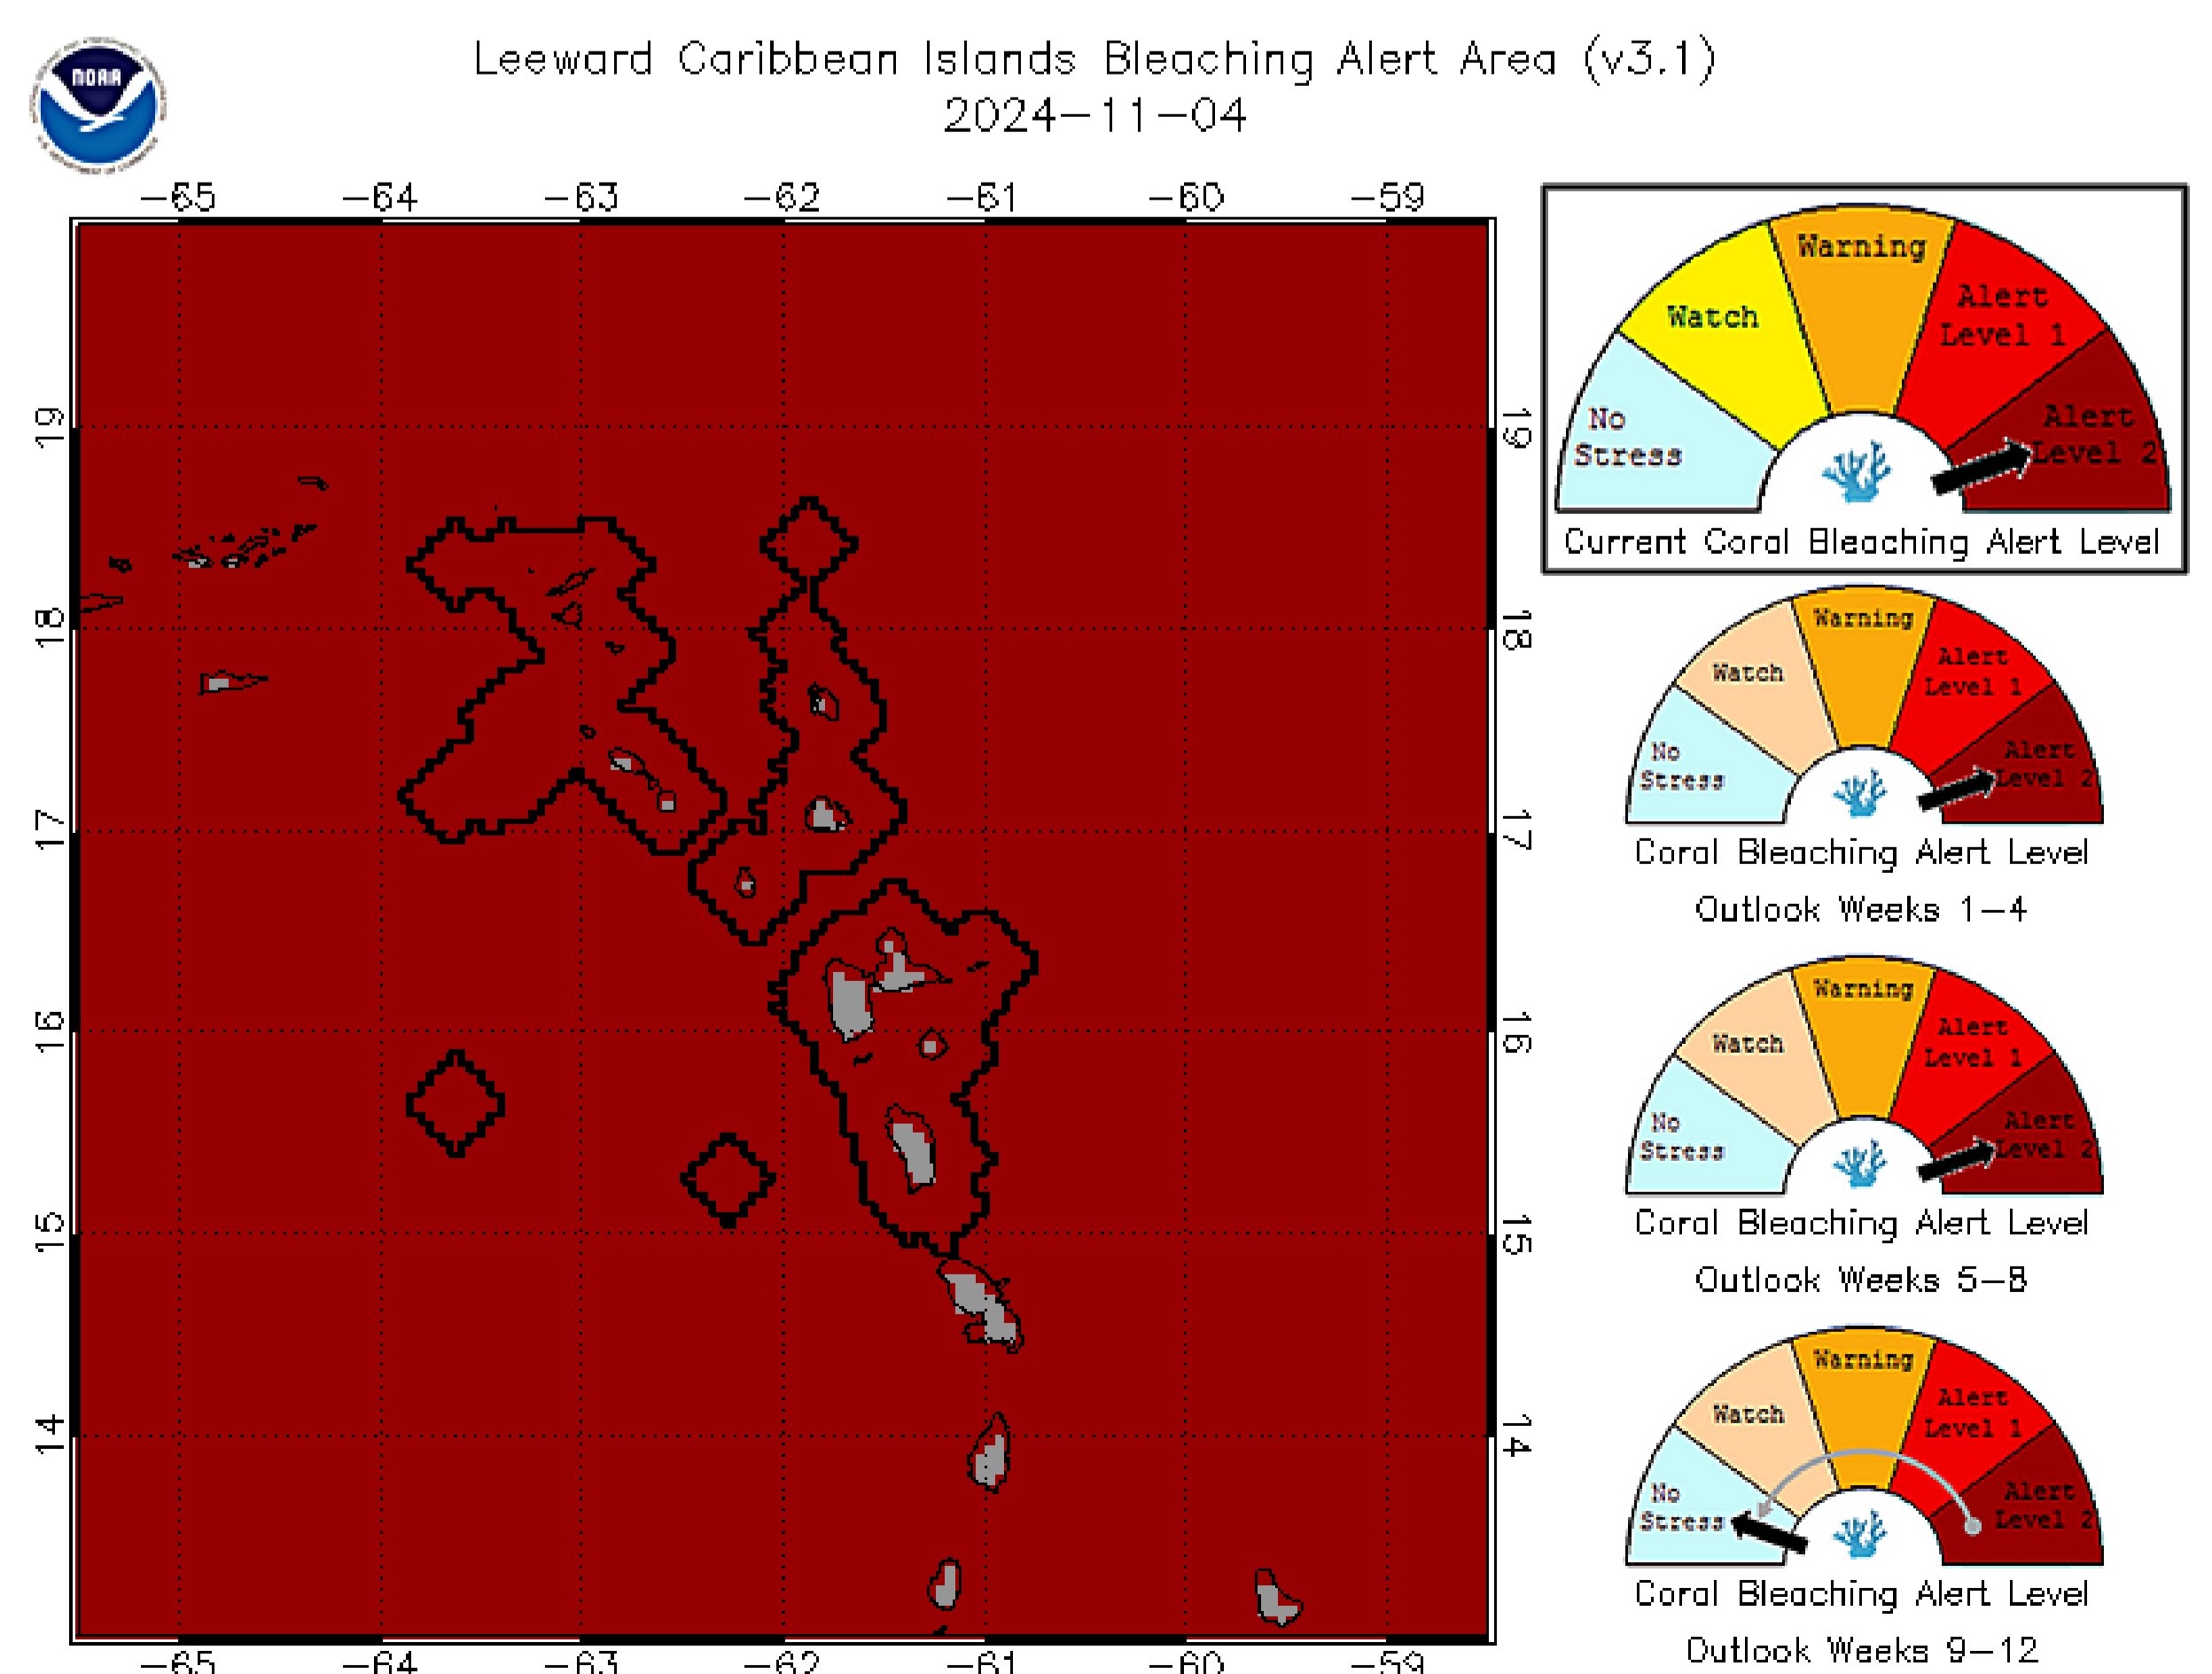 NOAA
Leeward Caribbean Islands Bleaching Alert Area (v3.1)
2024-11-04
-65 -64 -63 -62 -61 -60 -59
19 18 17 16 15 14
19 18 17 16 15 14
-65 -64 -63 -62 -61 -60 -59
No Stress
Watch
Warning
Alert Level 1
Alert Level 2
Current Coral Bleaching Alert Level
No Stress
Watch
Warning
Alert Level 1
Alert Level 2
Coral Bleaching Alert Level
Outlook Weeks 1-4
No Stress
Watch
Warning
Alert Level 1
Alert Level 2
Coral Bleaching Alert Level
Outlook Weeks 5-8
No Stress
Watch
Warning
Alert Level 1
Alert Level 2
Coral Bleaching Alert Level
Outlook Weeks 9-12